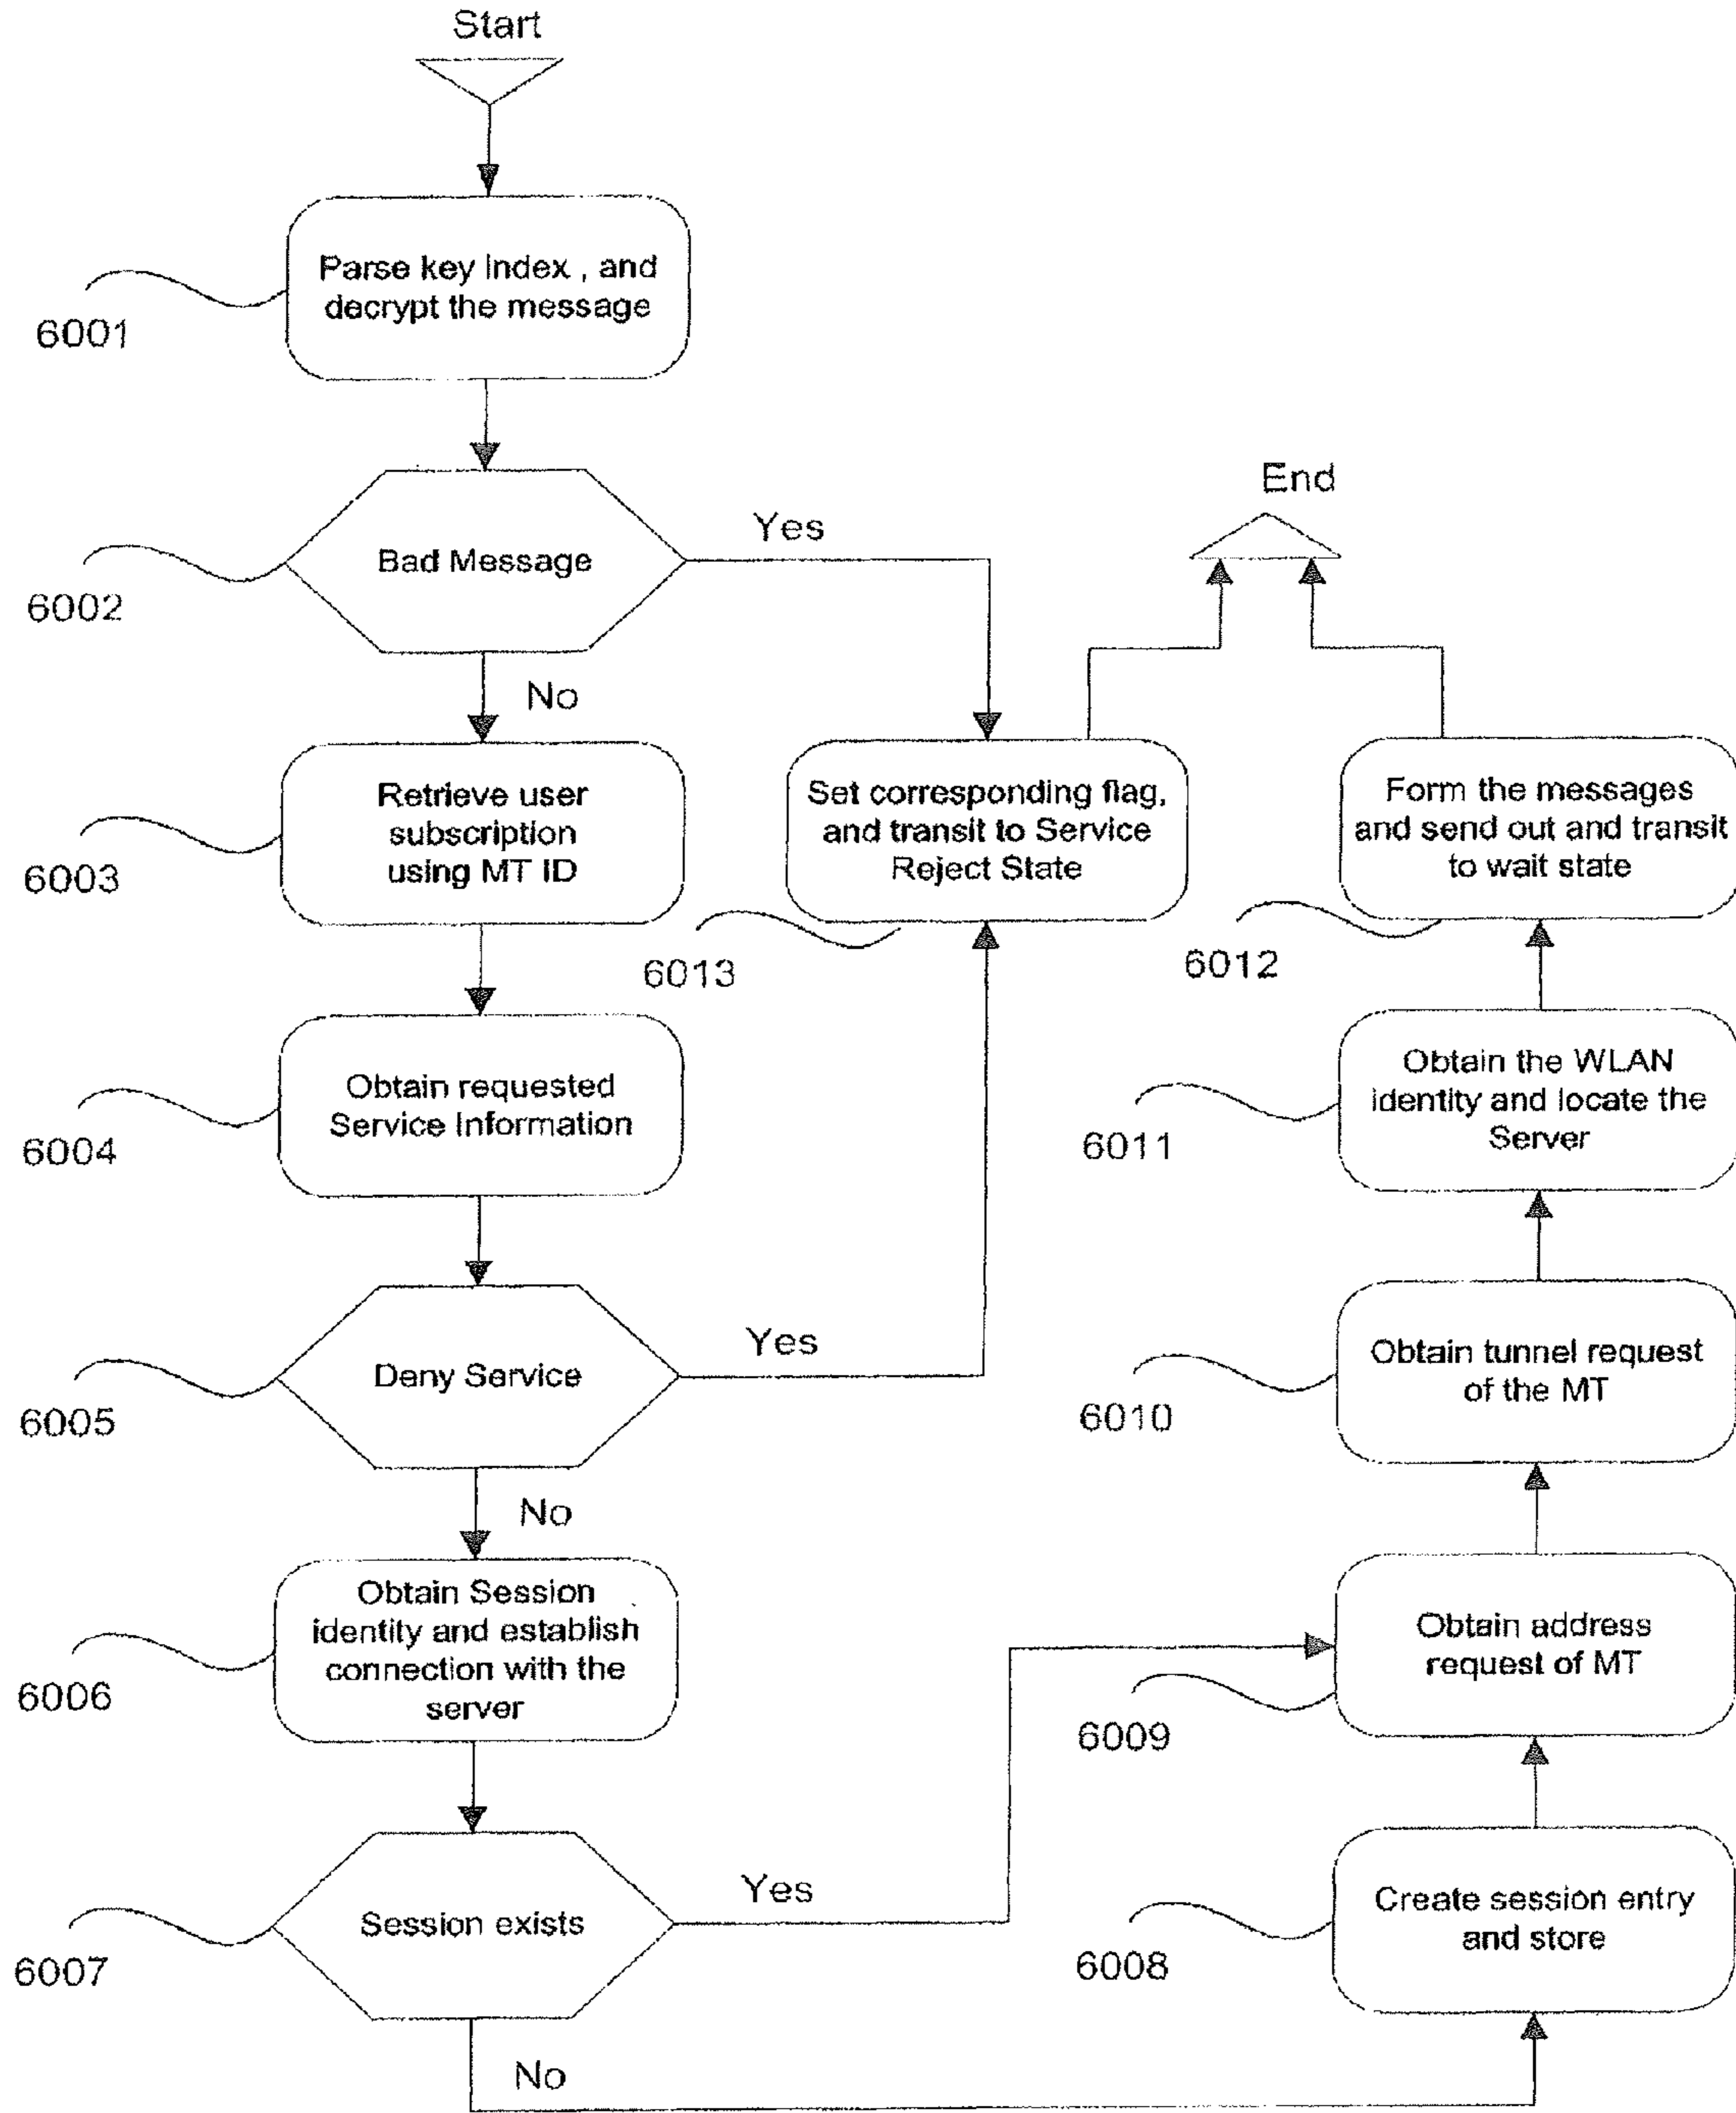 Start
Parse key Index , and
decrypt the message
6001
Bad Message
Yes
6002
No
Retrieve user
subscription
using MT ID
6003
Obtain requested
Service Information
6004
Deny Service
Yes
6005
No
Obtain Session
identity and establish
connection with the
server
6006
Session exists
Yes
6007
No
End
Set corresponding flag,
and transit to Service
Reject State
6013
Form the messages
and send out and transit
to wait state
6012
Obtain the WLAN
identity and locate the
Server
6011
Obtain tunnel request
of the MT
6010
Obtain address
request of MT
6009
Create session entry
and store
6008